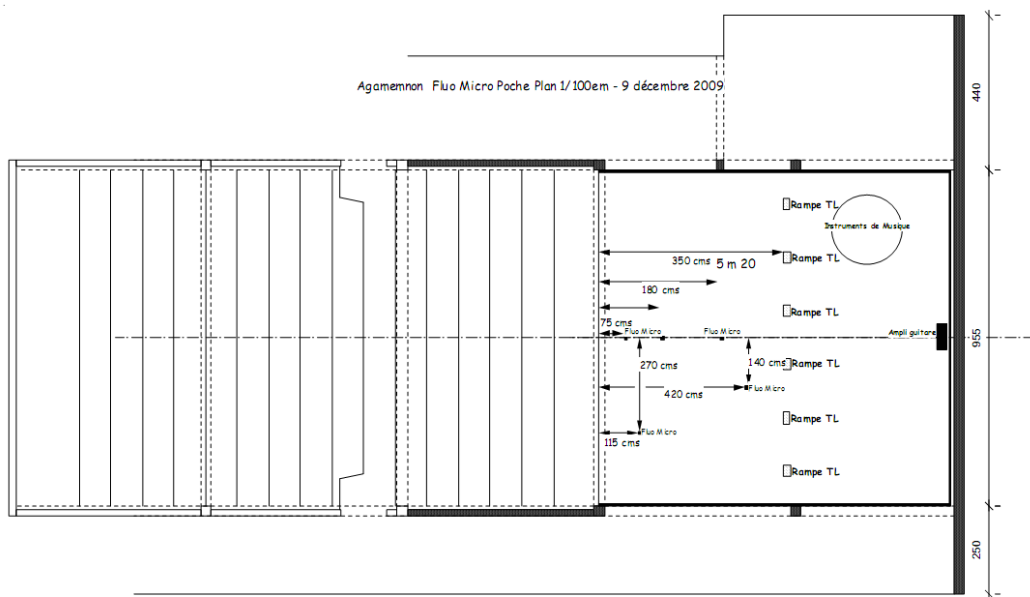 Agamemnon Fluo Micro Poche Plan 1/100em - 9 décembre 2009
440
Rampe TL
Instruments de Musique
350 cms
5 m 20
Rampe TL
180 cms
Rampe TL
75 cms
Fluo Micro
Fluo Micro
Ampli guitare
955
270 cms
140 cms
Rampe TL
420 cms
Fluo Micro
Rampe TL
115 cms
Fluo Micro
Rampe TL
250